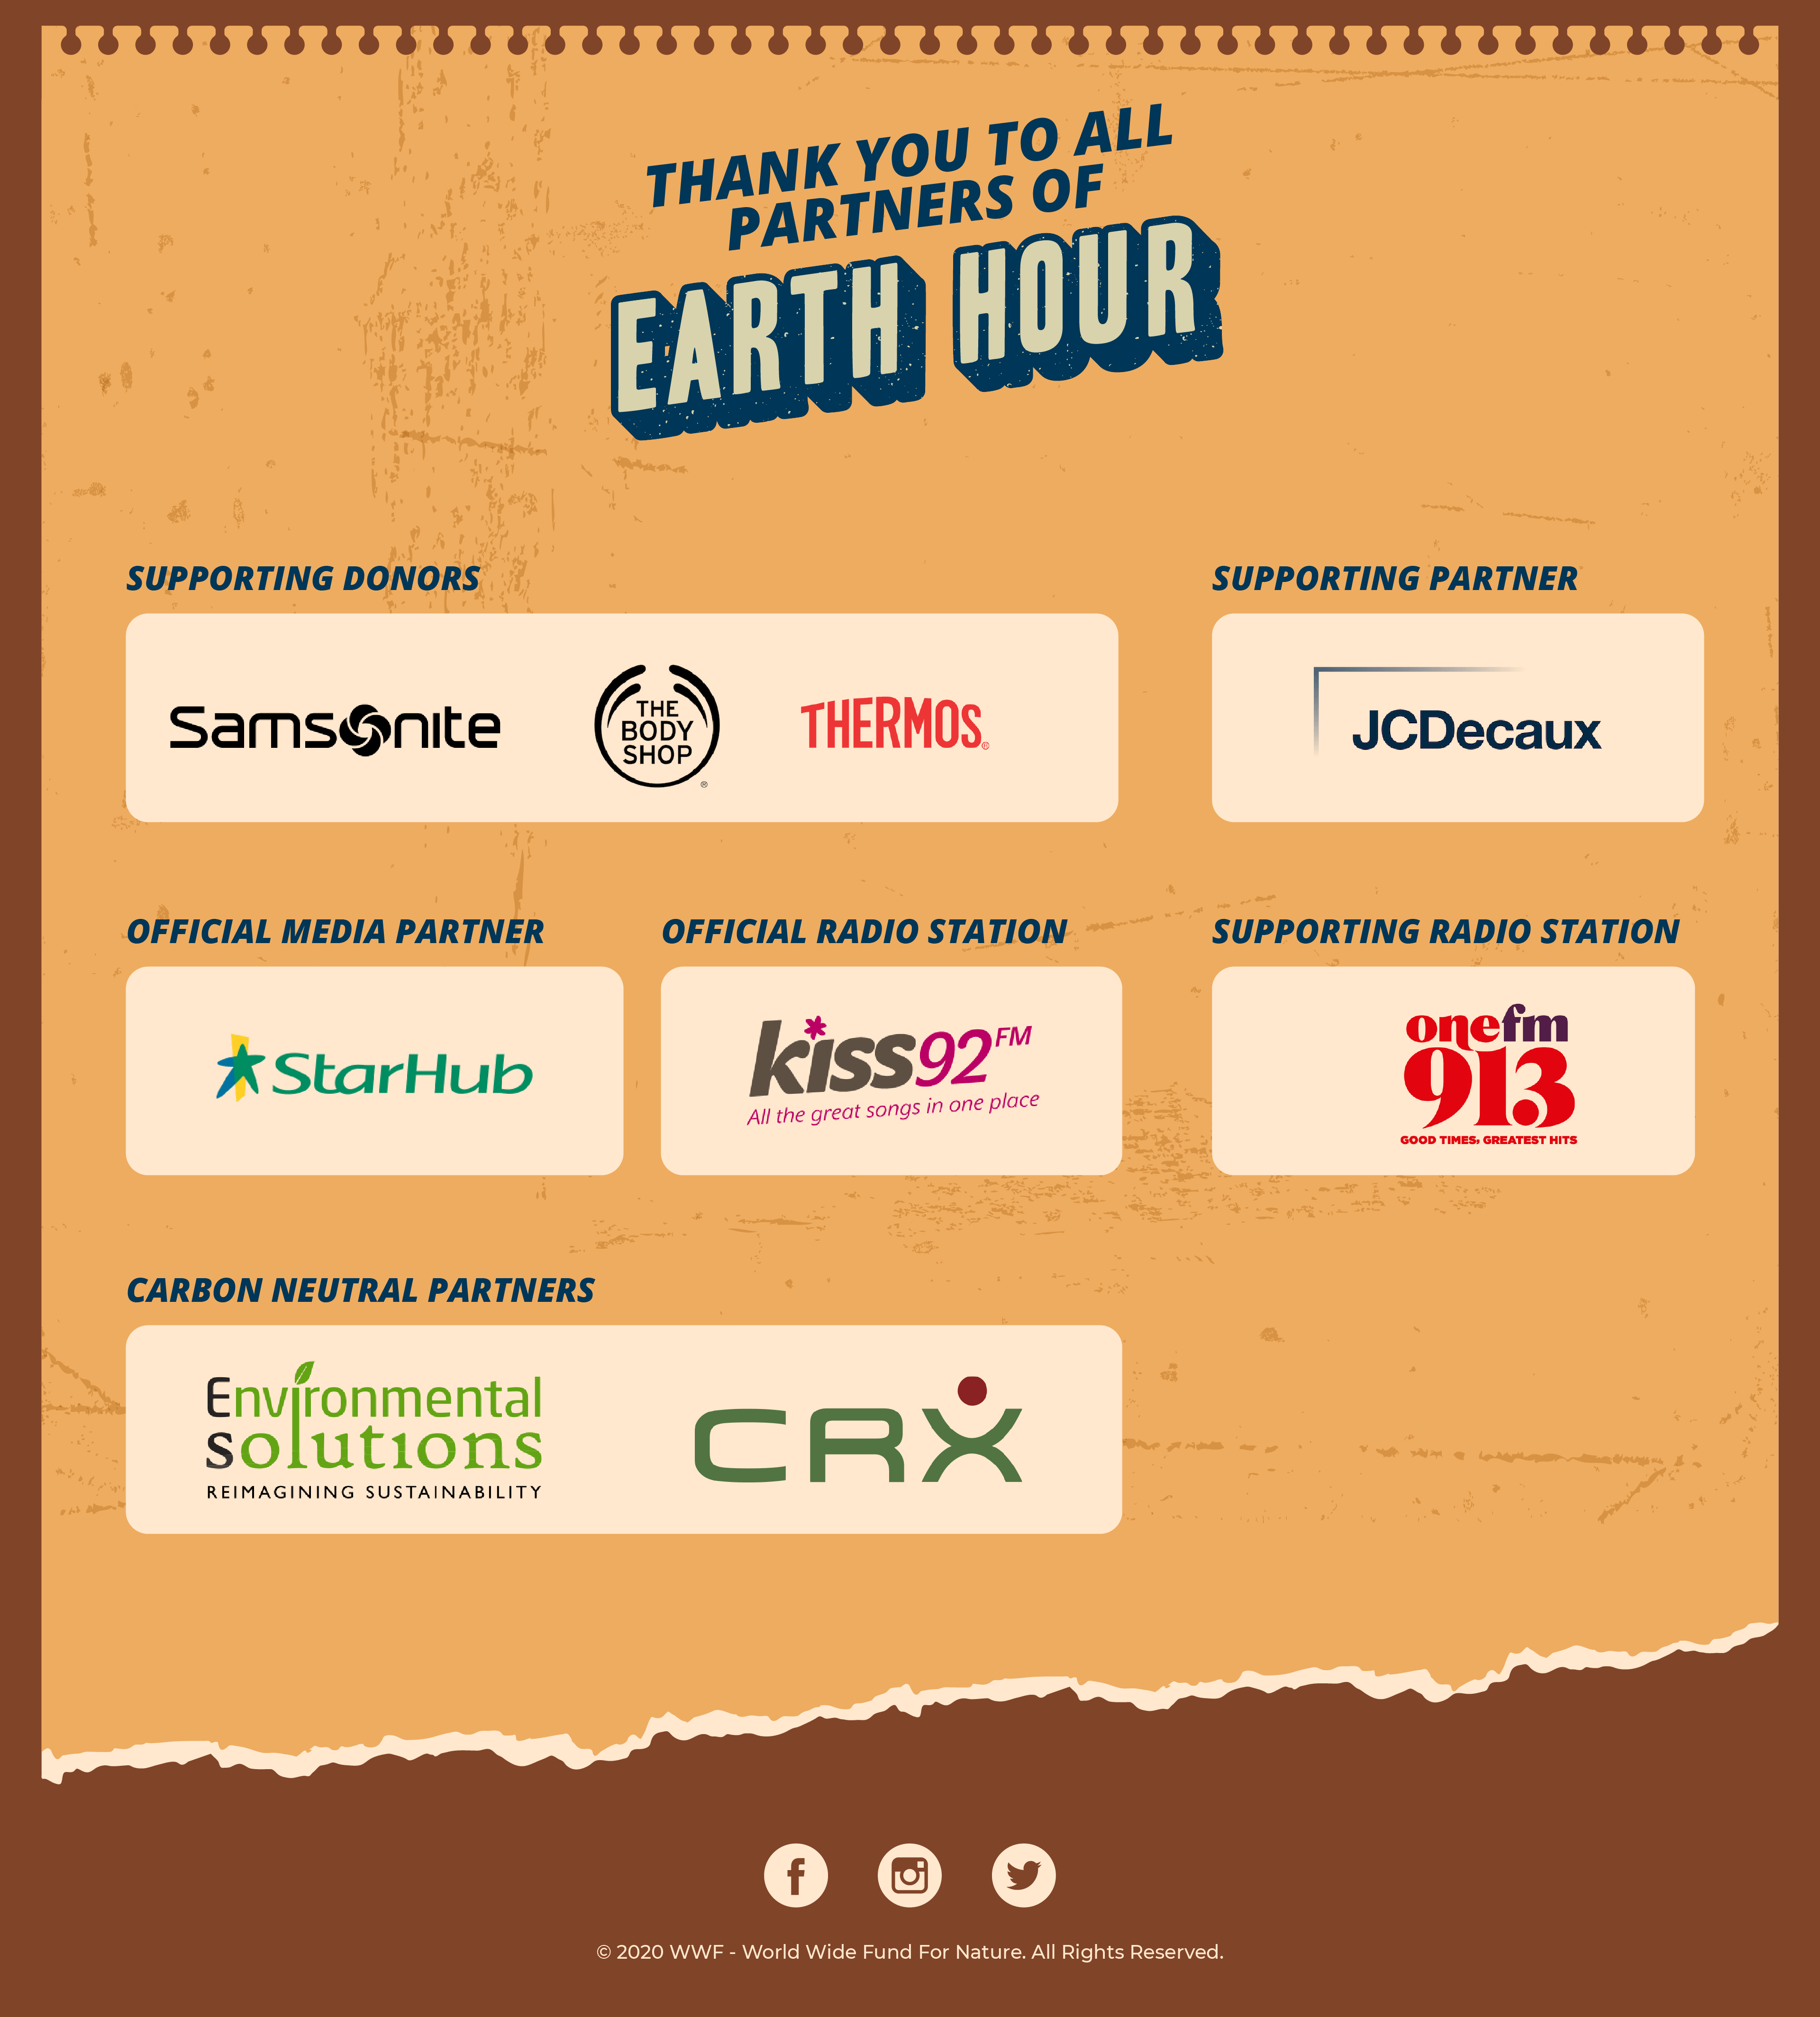 THANK YOU TO ALL
PARTNERS OF
EARTH HOUR
SUPPORTING DONORS
Samsonite
THE
BODY
SHOP
®
THERMOS®
SUPPORTING PARTNER
JCDecaux
OFFICIAL MEDIA PARTNER
StarHub
OFFICIAL RADIO STATION
kiss92 FM
All the great songs in one place
SUPPORTING RADIO STATION
onefm
913
GOOD TIMES, GREATEST HITS
CARBON NEUTRAL PARTNERS
Environmental
solutions
REIMAGINING SUSTAINABILITY
CRX
© 2020 WWF - World Wide Fund For Nature. All Rights Reserved.